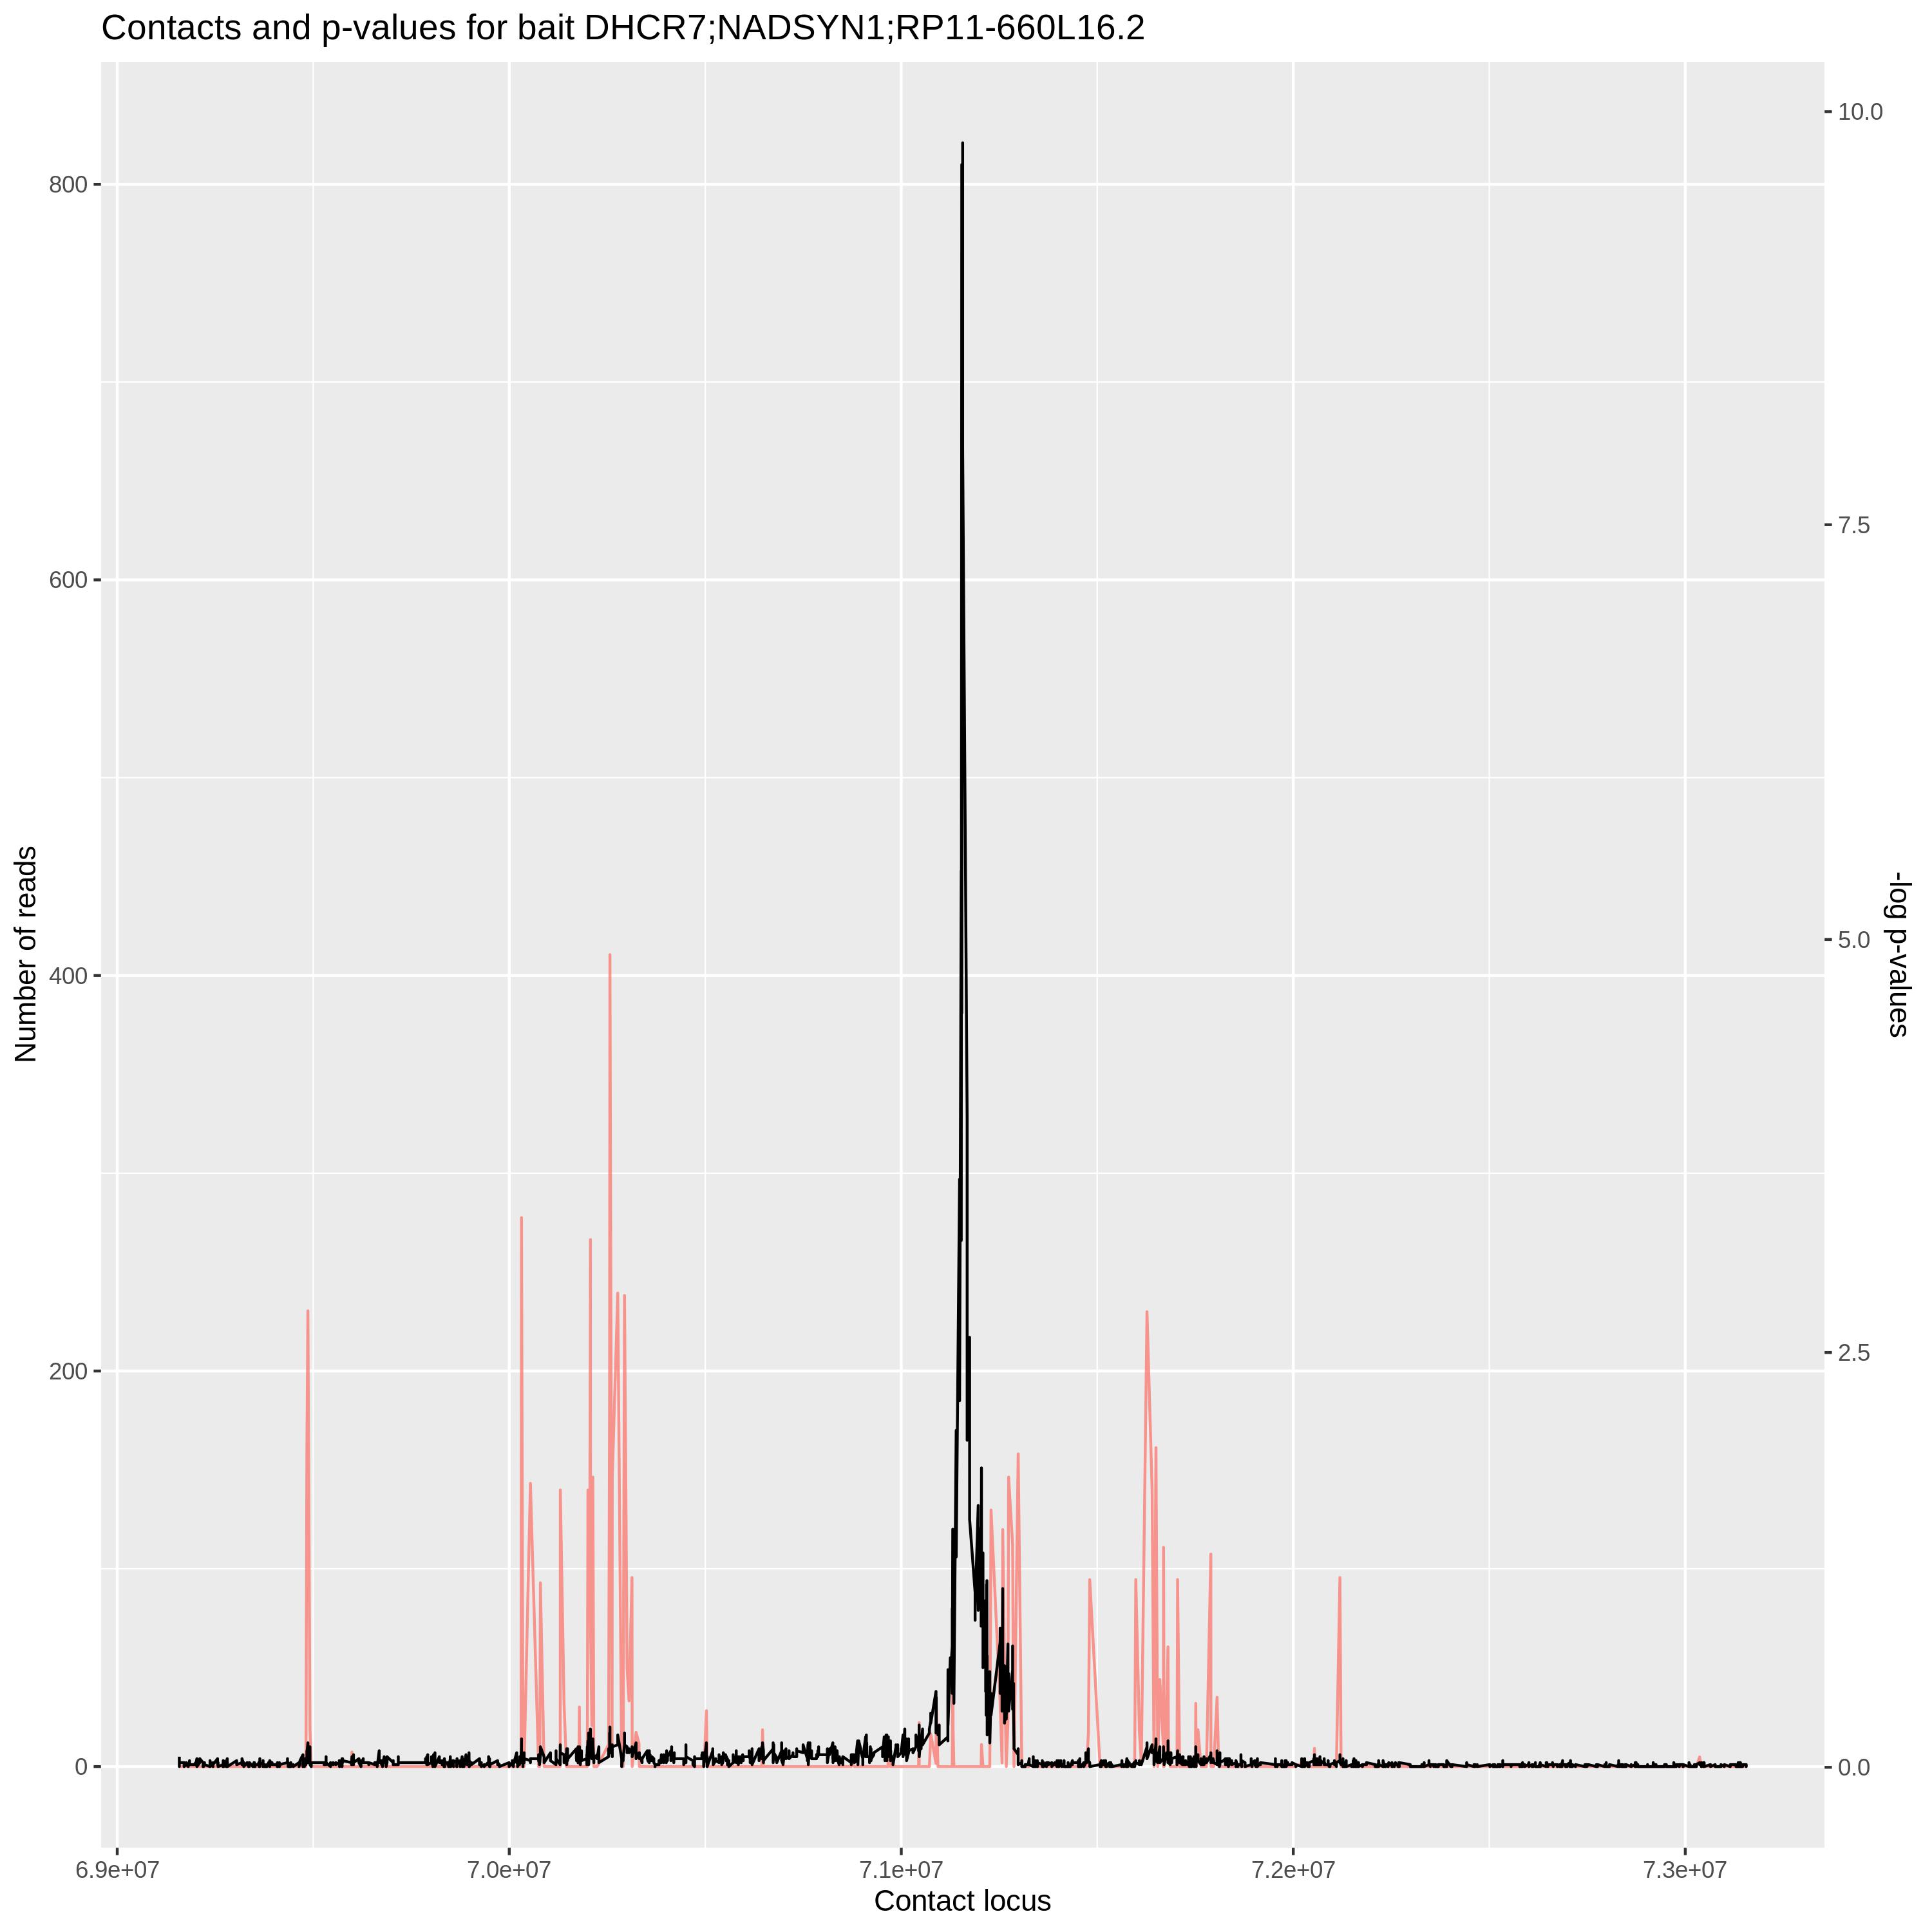 Contacts and p-values for bait DHCR7;NADSYN1;RP11-660L16.2
Number of reads
800
600
400
200
0
10.0
7.5
5.0
2.5
0.0
-log p-values
6.9e+07
7.0e+07
7.1e+07
7.2e+07
7.3e+07
Contact locus